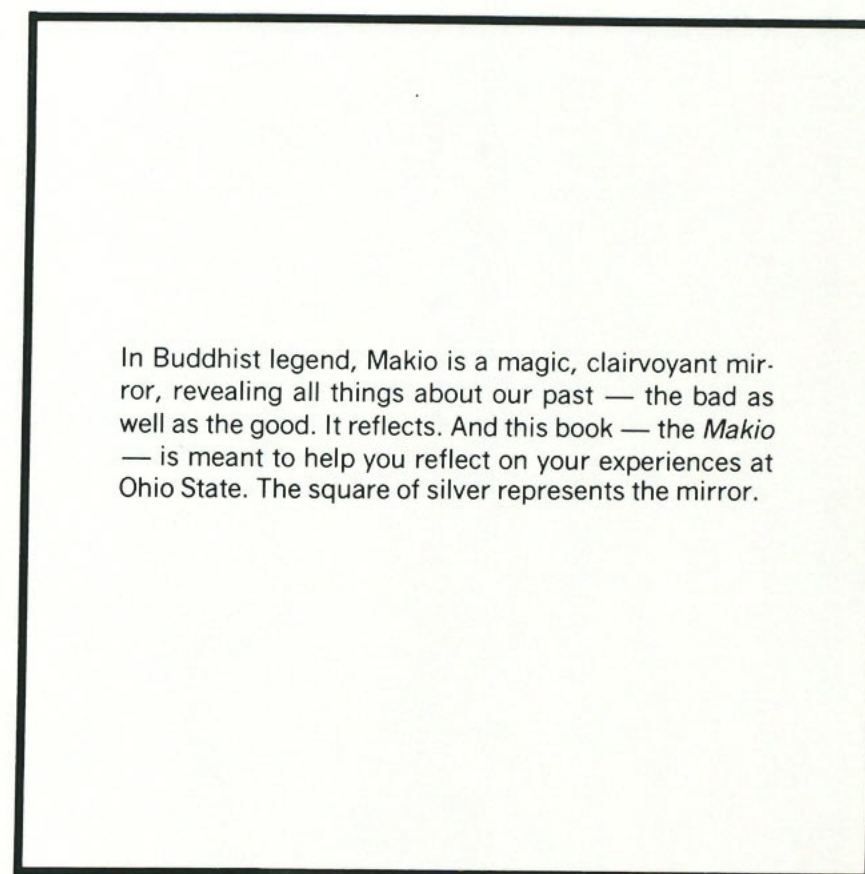 In Buddhist legend, Makio is a magic, clairvoyant mir-
ror, revealing all things about our past — the bad as
well as the good. It reflects. And this book — the Makio
— is meant to help you reflect on your experiences at
Ohio State. The square of silver represents the mirror.